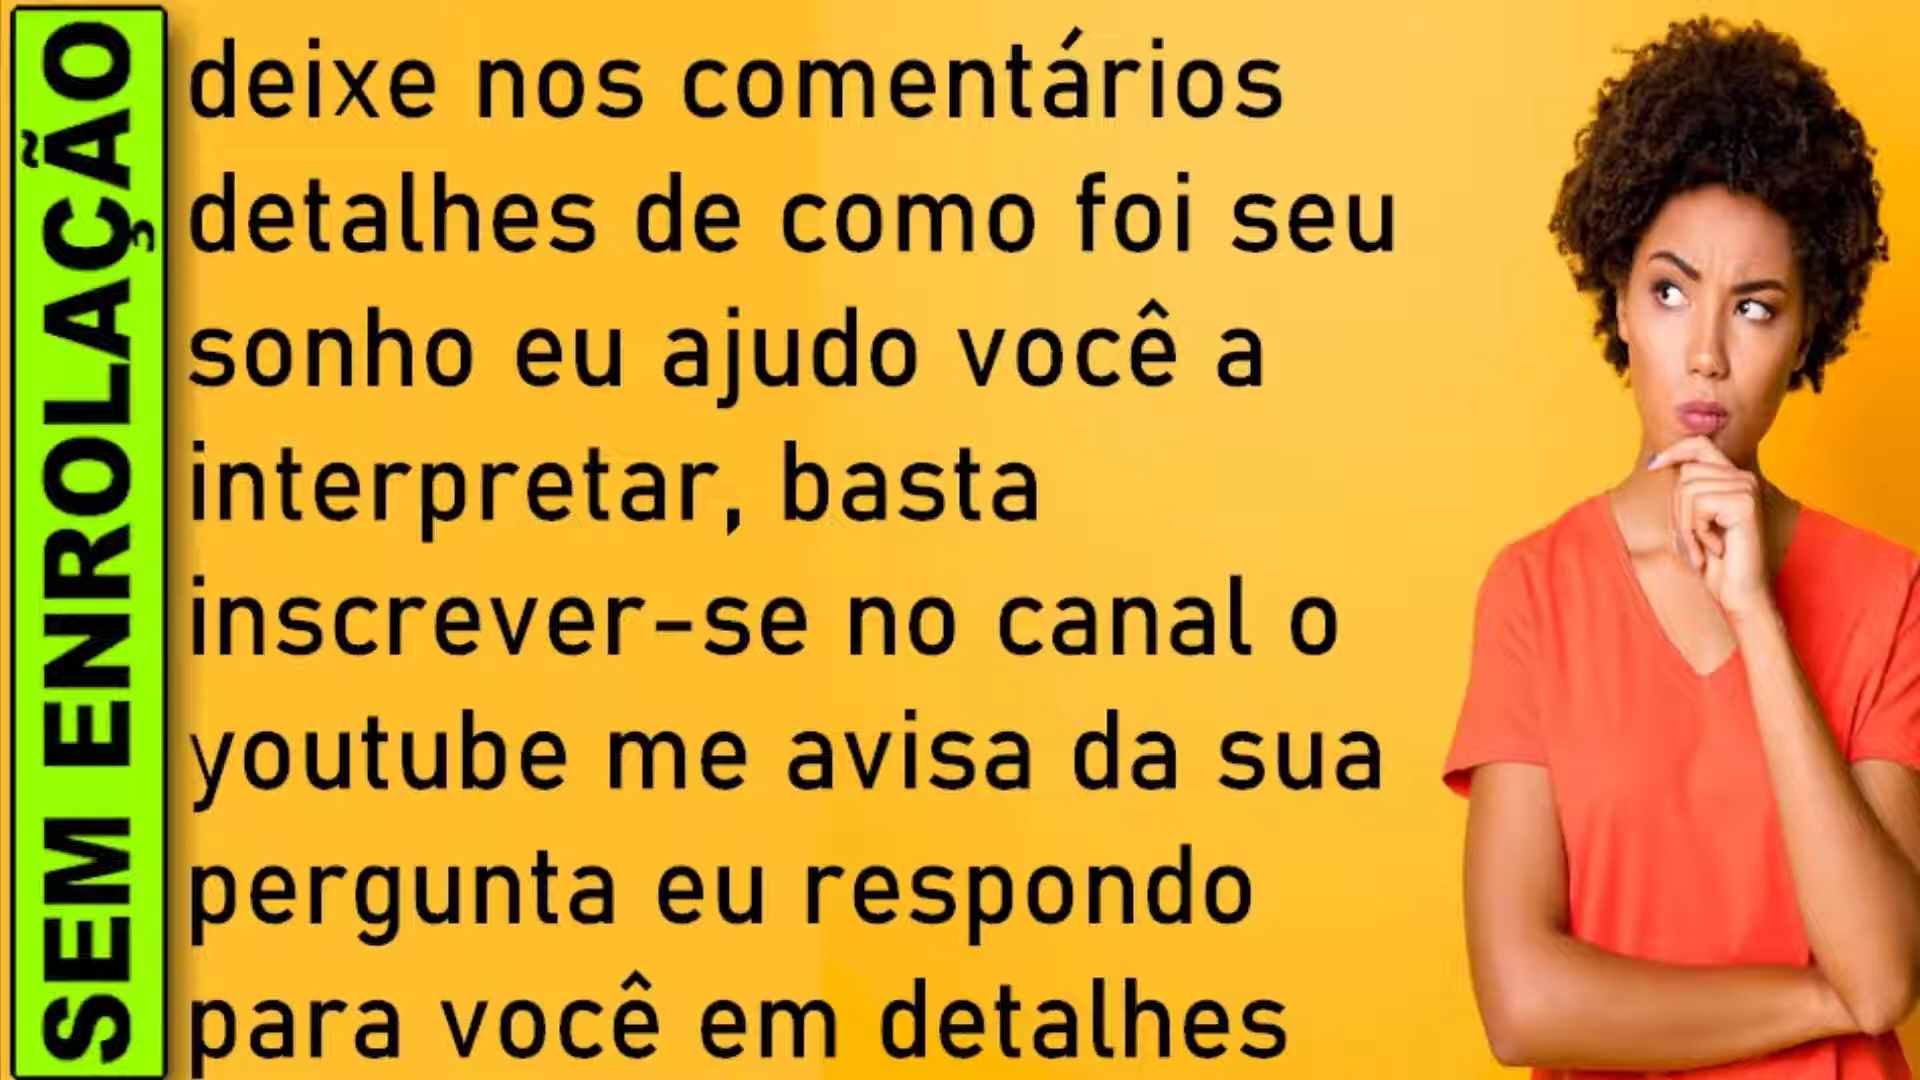 SEM ENROLAÇÃO
deixe nos comentários
detalhes de como foi seu
sonho eu ajudo você a
interpretar, basta
inscrever-se no canal o
youtube me avisa da sua
pergunta eu respondo
para você em detalhes